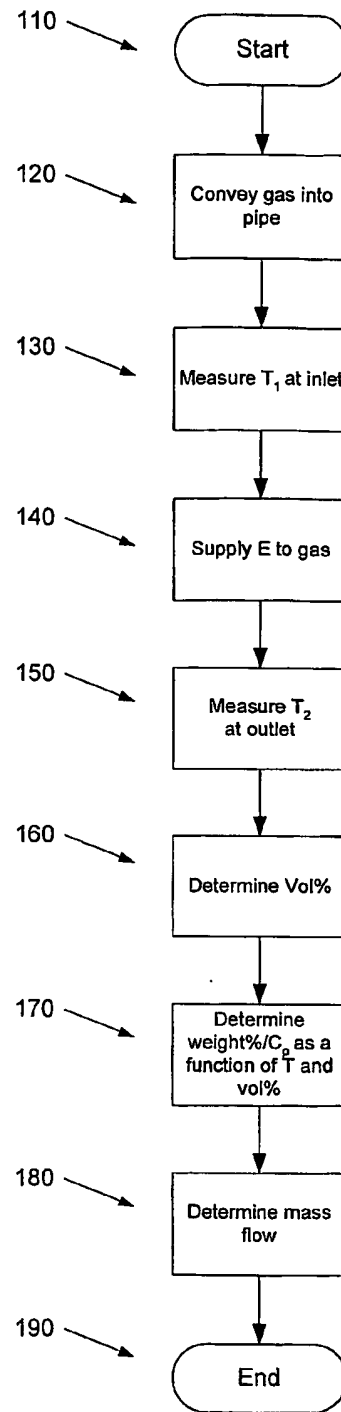 110
Start
120
Convey gas into
pipe
130
Measure T₁ at inlet
140
Supply E to gas
150
Measure T₂
at outlet
160
Determine Vol%
170
Determine
weight%/Cₚ as a
function of T and
vol%
180
Determine mass
flow
190
End